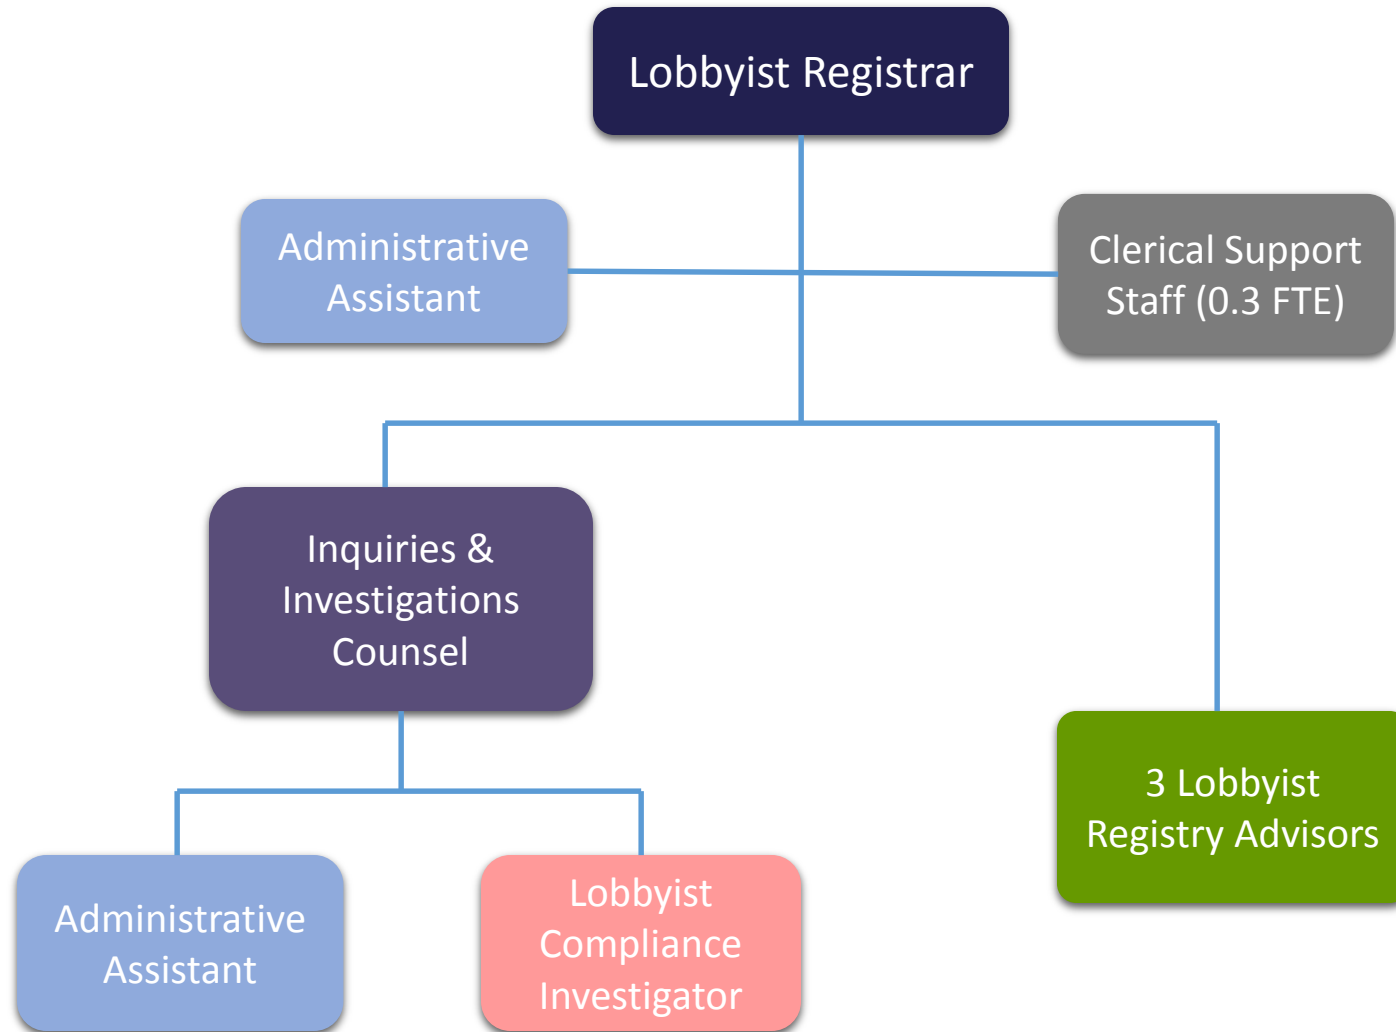 Lobbyist Registrar
Administrative
Assistant
Clerical Support
Staff (0.3 FTE)
Inquiries &
Investigations
Counsel
3 Lobbyist
Registry Advisors
Administrative
Assistant
Lobbyist
Compliance
Investigator